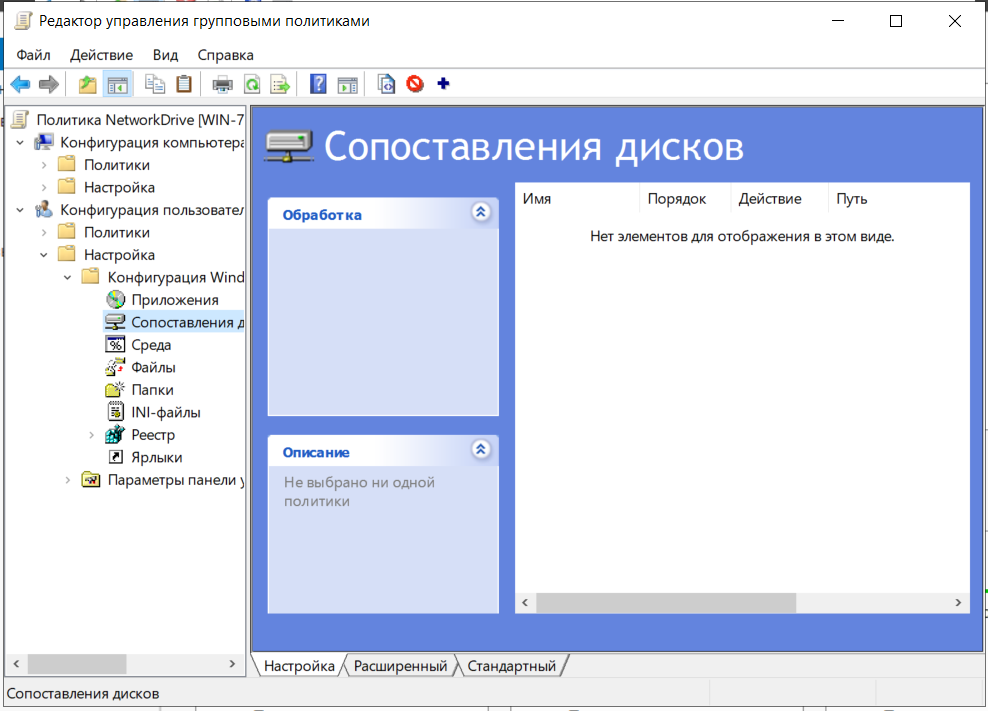 Редактор управления групповыми политиками
Файл Действие Вид Справка
Политика NetworkDrive [WIN-7
Конфигурация компьютера
Политики
Настройка
Конфигурация пользовател
Политики
Настройка
Конфигурация Wind
Приложения
Сопоставления д
Среда
Файлы
Папки
INI-файлы
Реестр
Ярлыки
Параметры панели у
Сопоставления дисков
Обработка
Описание
Не выбрано ни одной
политики
Имя Порядок Действие Путь
Нет элементов для отображения в этом виде.
Настройка Расширенный Стандартный
Сопоставления дисков